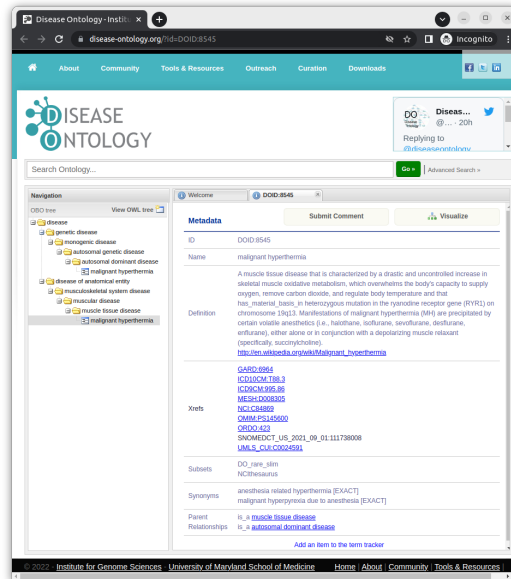 Disease Ontology - Instit
disease-ontology.org/?id=DOID:8545
Incognito
About Community Tools & Resources Outreach Curation Downloads
DISEASE
ONTOLOGY
DO
Diseas...
@... · 20h
Replying to
@diseaseontology
Search Ontology...
Go »
Advanced Search »
Navigation
OBO tree View OWL tree
disease
genetic disease
monogenic disease
autosomal genetic disease
autosomal dominant disease
malignant hyperthermia
disease of anatomical entity
musculoskeletal system disease
muscular disease
muscle tissue disease
malignant hyperthermia
Welcome DOID:8545
Metadata Submit Comment Visualize
ID DOID:8545
Name malignant hyperthermia
Definition A muscle tissue disease that is characterized by a drastic and uncontrolled increase in
skeletal muscle oxidative metabolism, which overwhelms the body's capacity to supply
oxygen, remove carbon dioxide, and regulate body temperature and that
has_material_basis_in heterozygous mutation in the ryanodine receptor gene (RYR1) on
chromosome 19q13. Manifestations of malignant hyperthermia (MH) are precipitated by
certain volatile anesthetics (i.e., halothane, isoflurane, sevoflurane, desflurane,
enflurane), either alone or in conjunction with a depolarizing muscle relaxant
(specifically, succinylcholine).
http://en.wikipedia.org/wiki/Malignant_hyperthermia
Xrefs GARD:6964
ICD10CM:T88.3
ICD9CM:995.86
MESH:D008305
NCI:C84869
OMIM:PS145600
ORDO:423
SNOMEDCT_US_2021_09_01:111738008
UMLS_CUI:C0024591
Subsets DO_rare_slim
NCIthesaurus
Synonyms anesthesia related hyperthermia [EXACT]
malignant hyperpyrexia due to anesthesia [EXACT]
Parent Relationships is_a muscle tissue disease
is_a autosomal dominant disease
Add an item to the term tracker
© 2022 - Institute for Genome Sciences - University of Maryland School of Medicine Home | About | Community | Tools & Resources |